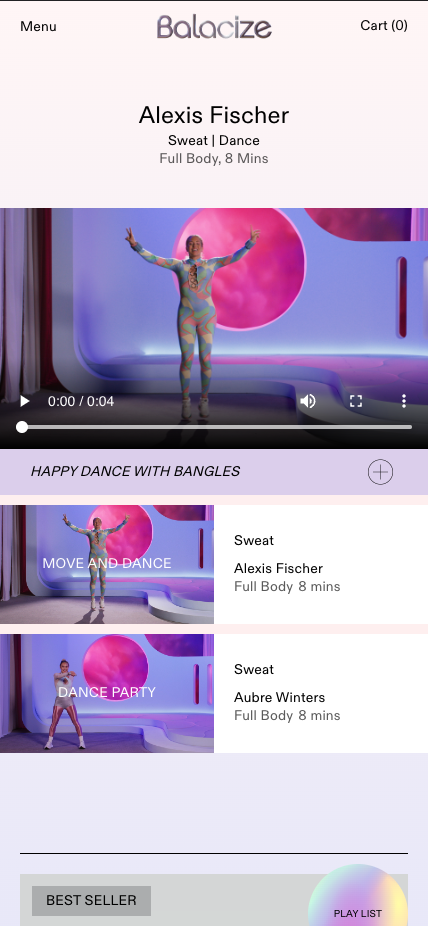 Menu
Balacize
Cart (0)
Alexis Fischer
Sweat | Dance
Full Body, 8 Mins
0:00 / 0:04
HAPPY DANCE WITH BANGLES
MOVE AND DANCE
Sweat
Alexis Fischer
Full Body 8 mins
DANCE PARTY
Sweat
Aubre Winters
Full Body 8 mins
BEST SELLER
PLAY LIST